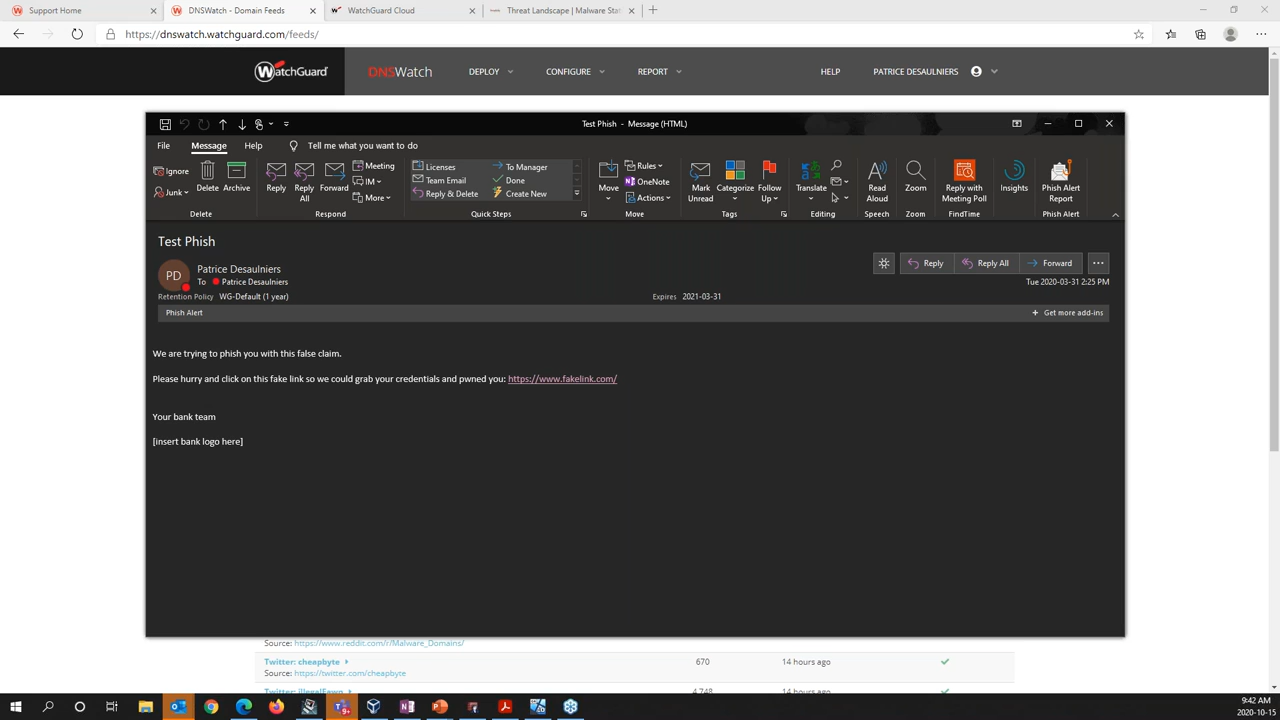 Support Home
DNSWatch - Domain Feeds
WatchGuard Cloud
Threat Landscape | Malware Stat
https://dnswatch.watchguard.com/feeds/
WatchGuard
DNSWatch
DEPLOY
CONFIGURE
REPORT
HELP
PATRICE DESAULNIERS
Test Phish - Message (HTML)
File
Message
Help
Tell me what you want to do
Ignore
Junk
Delete
Archive
Reply
Reply All
Forward
Meeting
IM
More
Licenses
To Manager
Team Email
Done
Reply & Delete
Create New
Move
Rules
OneNote
Actions
Mark Unread
Categorize
Follow Up
Translate
Read Aloud
Zoom
Reply with Meeting Poll
Insights
Phish Alert Report
Delete
Respond
Quick Steps
Move
Tags
Editing
Speech
Zoom
FindTime
Phish Alert
Test Phish
PD
Patrice Desaulniers
To Patrice Desaulniers
Reply
Reply All
Forward
Tue 2020-03-31 2:25 PM
Retention Policy WG-Default (1 year)
Expires 2021-03-31
Phish Alert
+ Get more add-ins
We are trying to phish you with this false claim.
Please hurry and click on this fake link so we could grab your credentials and pwned you: https://www.fakelink.com/
Your bank team
[insert bank logo here]
Source: https://www.reddit.com/r/Malware_Domains/
Twitter: cheapbyte
670
14 hours ago
Source: https://twitter.com/cheapbyte
Twitter: illegalFawn
4,748
14 hours ago
9:42 AM
2020-10-15